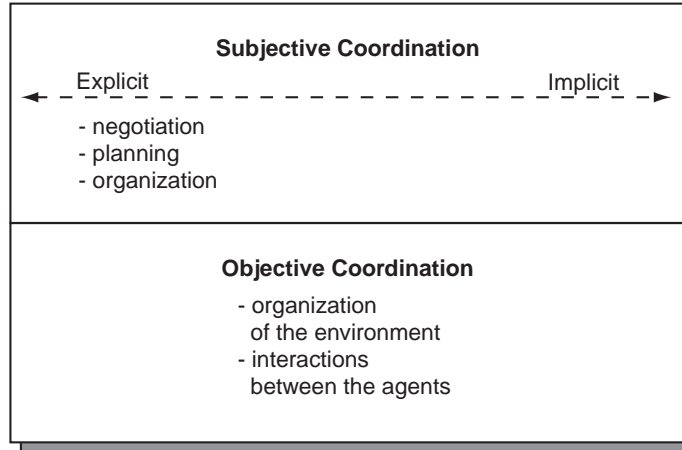 Subjective Coordination
Explicit Implicit
- negotiation
- planning
- organization
Objective Coordination
- organization
of the environment
- interactions
between the agents